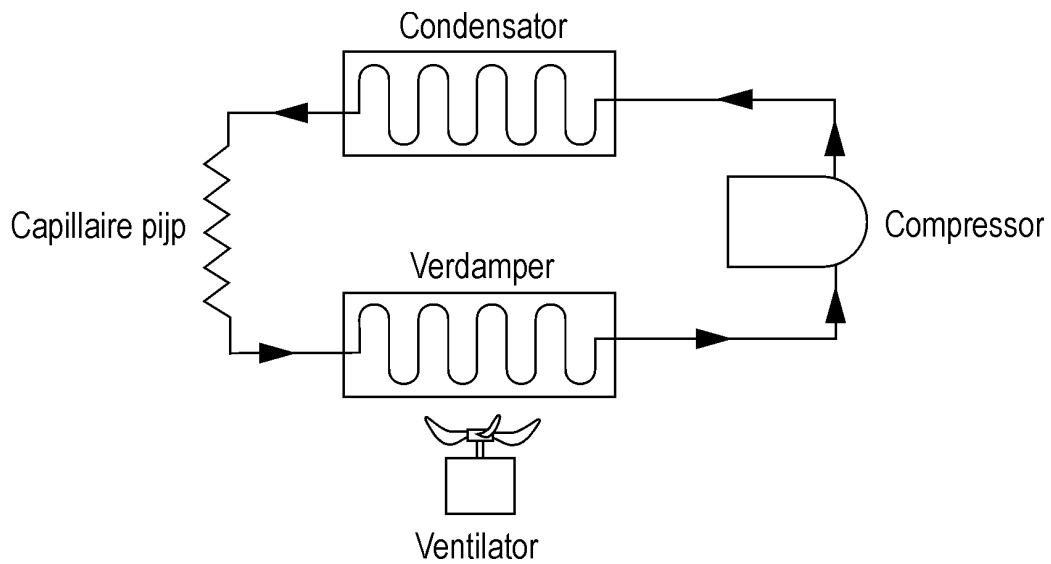 Condensator
Capillaire pijp
Compressor
Verdamper
Ventilator